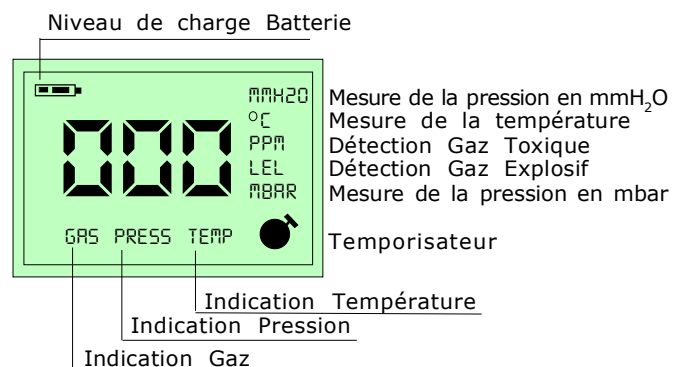 Niveau de charge Batterie
MMH2O Mesure de la pression en mmH₂O
°C Mesure de la température
000
PPM Détection Gaz Toxique
LEL Détection Gaz Explosif
MBAR Mesure de la pression en mbar
GAS PRESS TEMP Temporisateur
Indication Température
Indication Pression
Indication Gaz